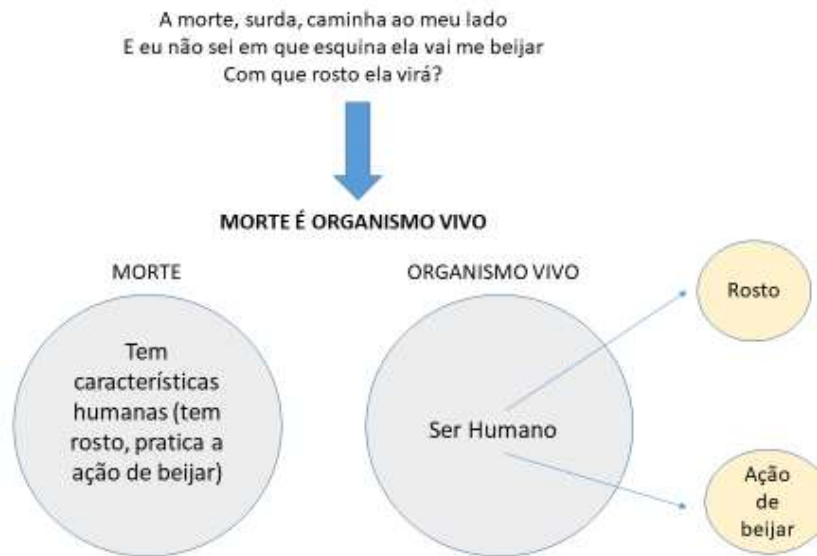 A morte, surda, caminha ao meu lado
E eu não sei em que esquina ela vai me beijar
Com que rosto ela virá?
MORTE É ORGANISMO VIVO
MORTE
ORGANISMO VIVO
Tem
características
humanas (tem
rosto, pratica a
ação de beijar)
Ser Humano
Rosto
Ação
de
beijar